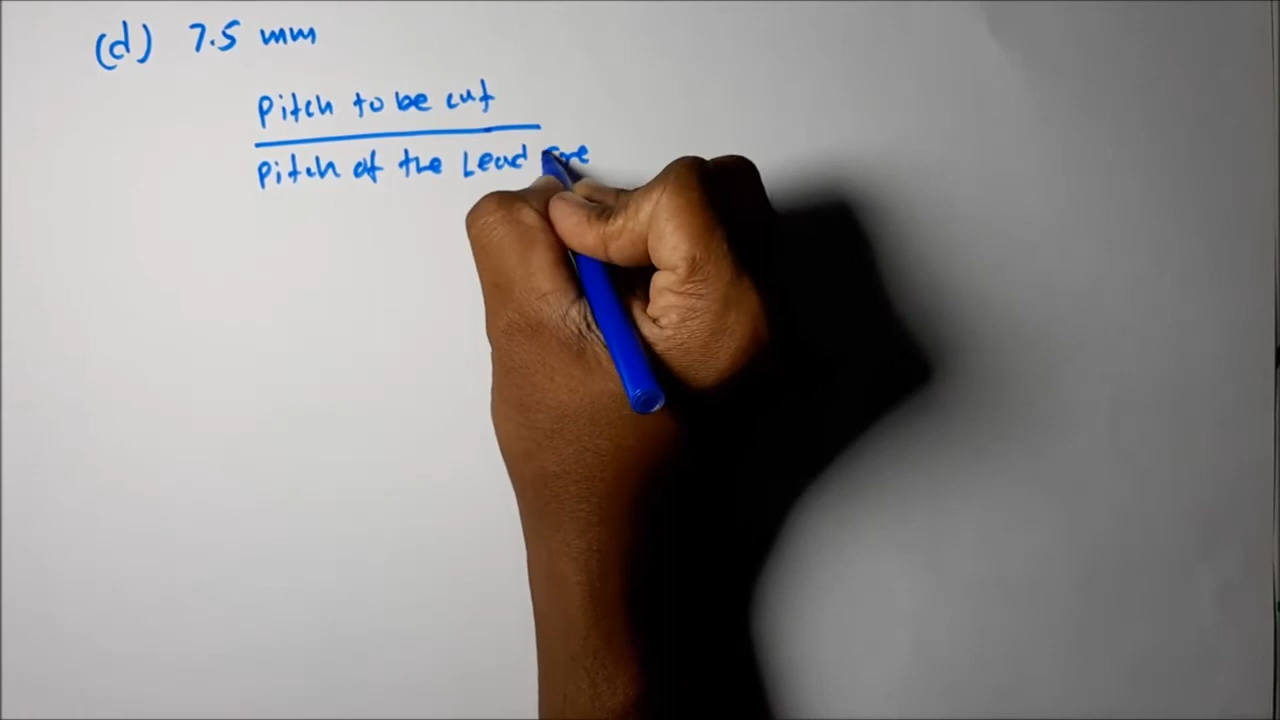 (d) 7.5 mm
Pitch to be cut
Pitch of the Lead